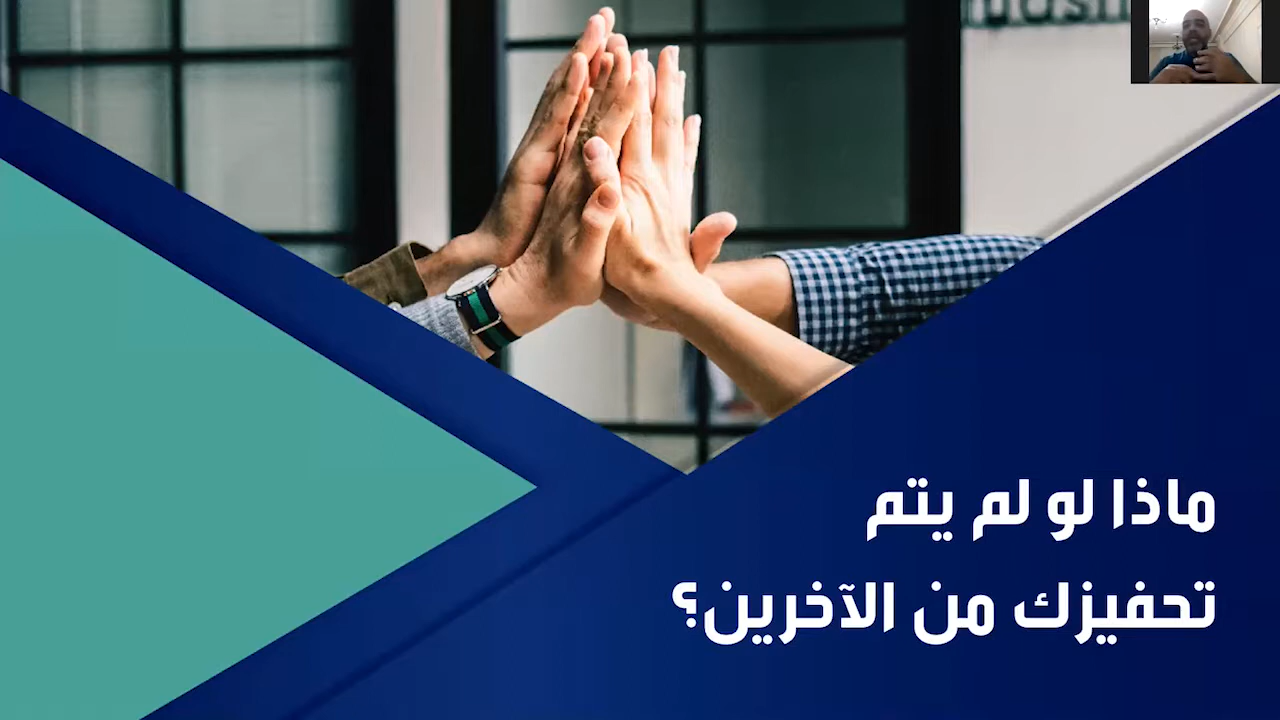 ماذا لو لم يتم
تحفيزك من الآخرين؟